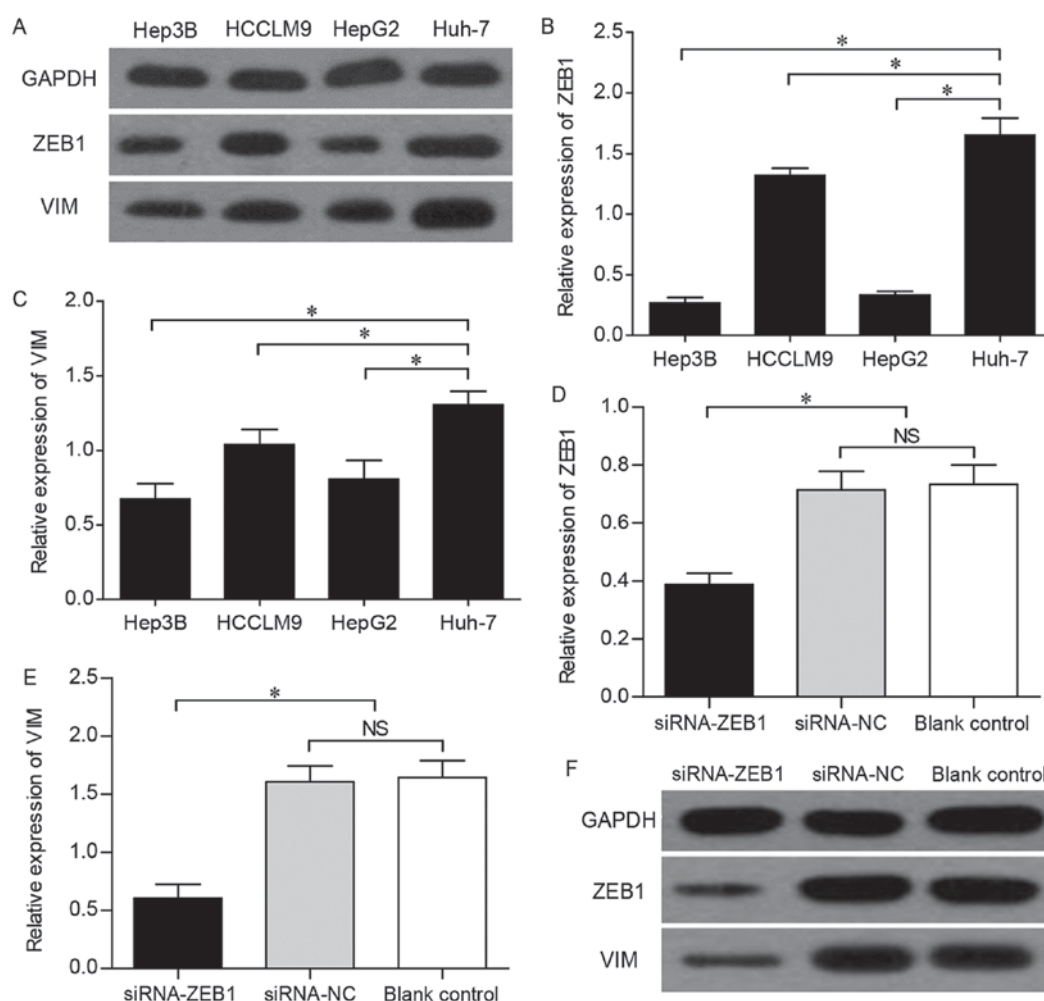 A
Hep3B HCCLM9 HepG2 Huh-7
GAPDH
ZEB1
VIM
B
Relative expression of ZEB1
2.5
2.0
1.5
1.0
0.5
0.0
* 
*
*
Hep3B HCCLM9 HepG2 Huh-7
C
Relative expression of VIM
2.0
1.5
1.0
0.5
0.0
*
*
*
Hep3B HCCLM9 HepG2 Huh-7
D
Relative expression of ZEB1
1.0
0.8
0.6
0.4
0.2
0.0
*
NS
siRNA-ZEB1 siRNA-NC Blank control
E
Relative expression of VIM
2.5
2.0
1.5
1.0
0.5
0.0
*
NS
siRNA-ZEB1 siRNA-NC Blank control
F
siRNA-ZEB1 siRNA-NC Blank control
GAPDH
ZEB1
VIM